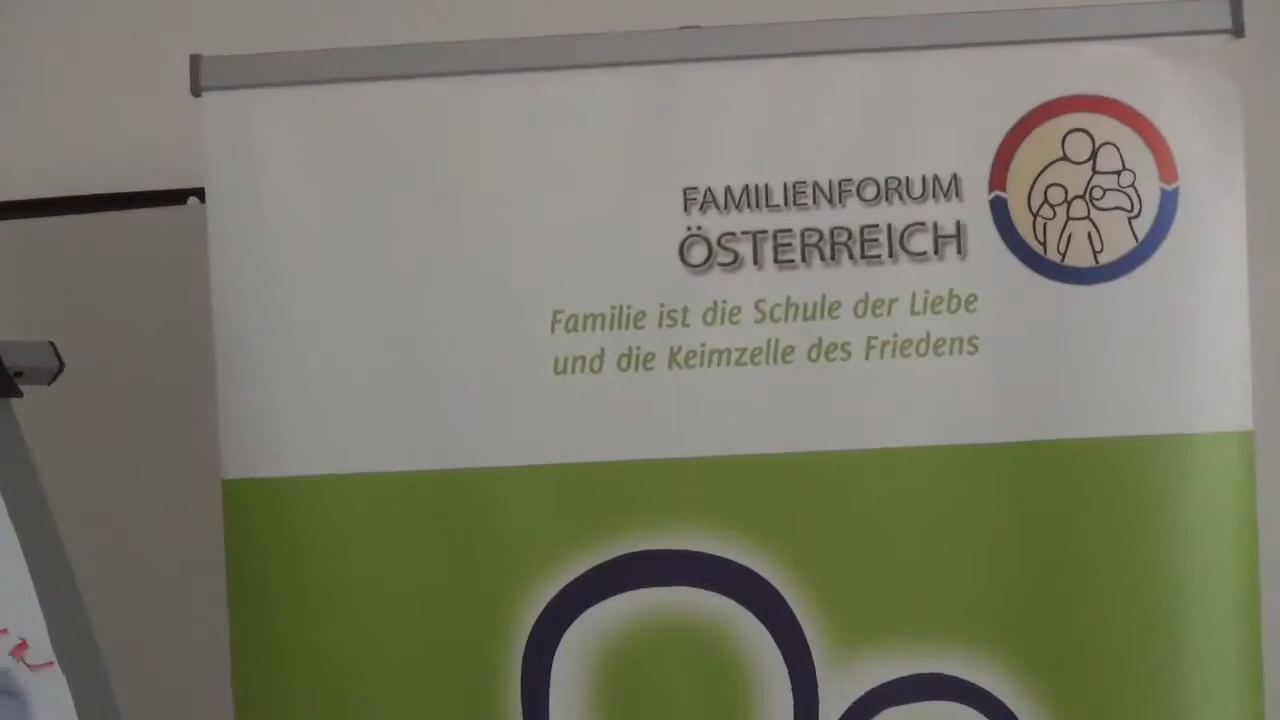 FAMILIENFORUM
ÖSTERREICH
Familie ist die Schule der Liebe
und die Keimzelle des Friedens